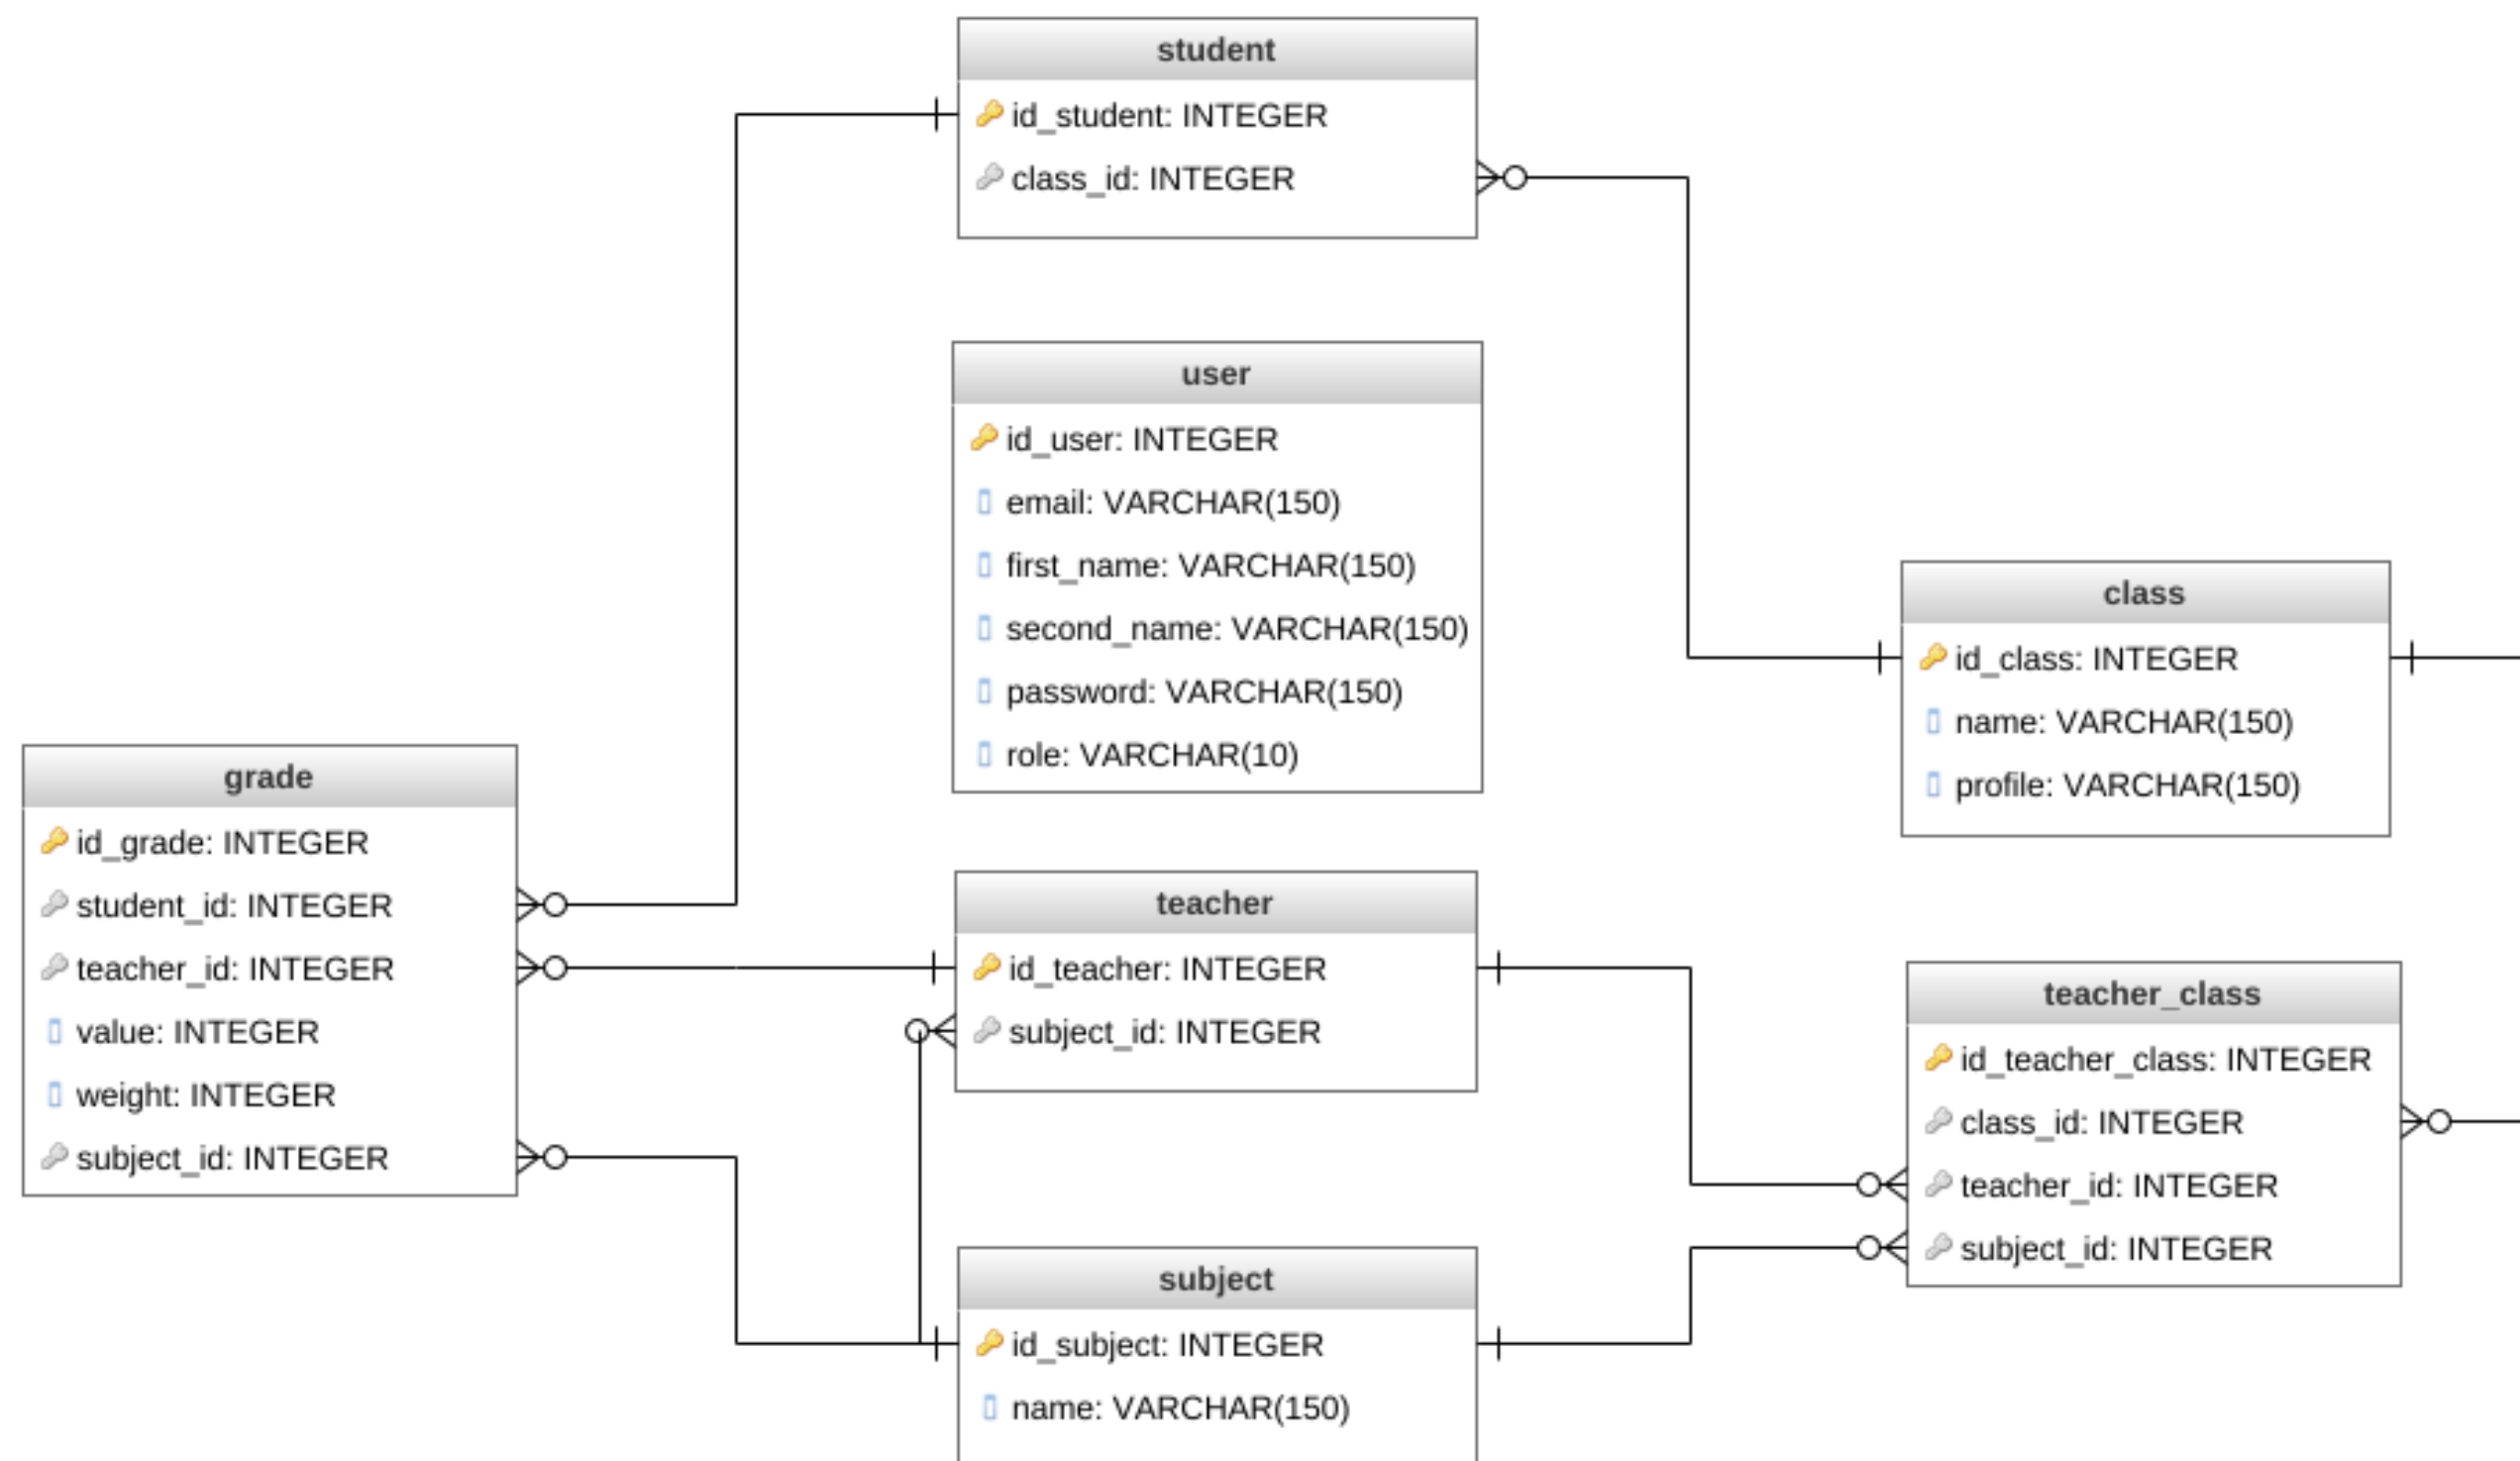 student
id_student: INTEGER
class_id: INTEGER
user
id_user: INTEGER
email: VARCHAR(150)
first_name: VARCHAR(150)
second_name: VARCHAR(150)
password: VARCHAR(150)
role: VARCHAR(10)
class
id_class: INTEGER
name: VARCHAR(150)
profile: VARCHAR(150)
grade
id_grade: INTEGER
student_id: INTEGER
teacher_id: INTEGER
value: INTEGER
weight: INTEGER
subject_id: INTEGER
teacher
id_teacher: INTEGER
subject_id: INTEGER
teacher_class
id_teacher_class: INTEGER
class_id: INTEGER
teacher_id: INTEGER
subject_id: INTEGER
subject
id_subject: INTEGER
name: VARCHAR(150)